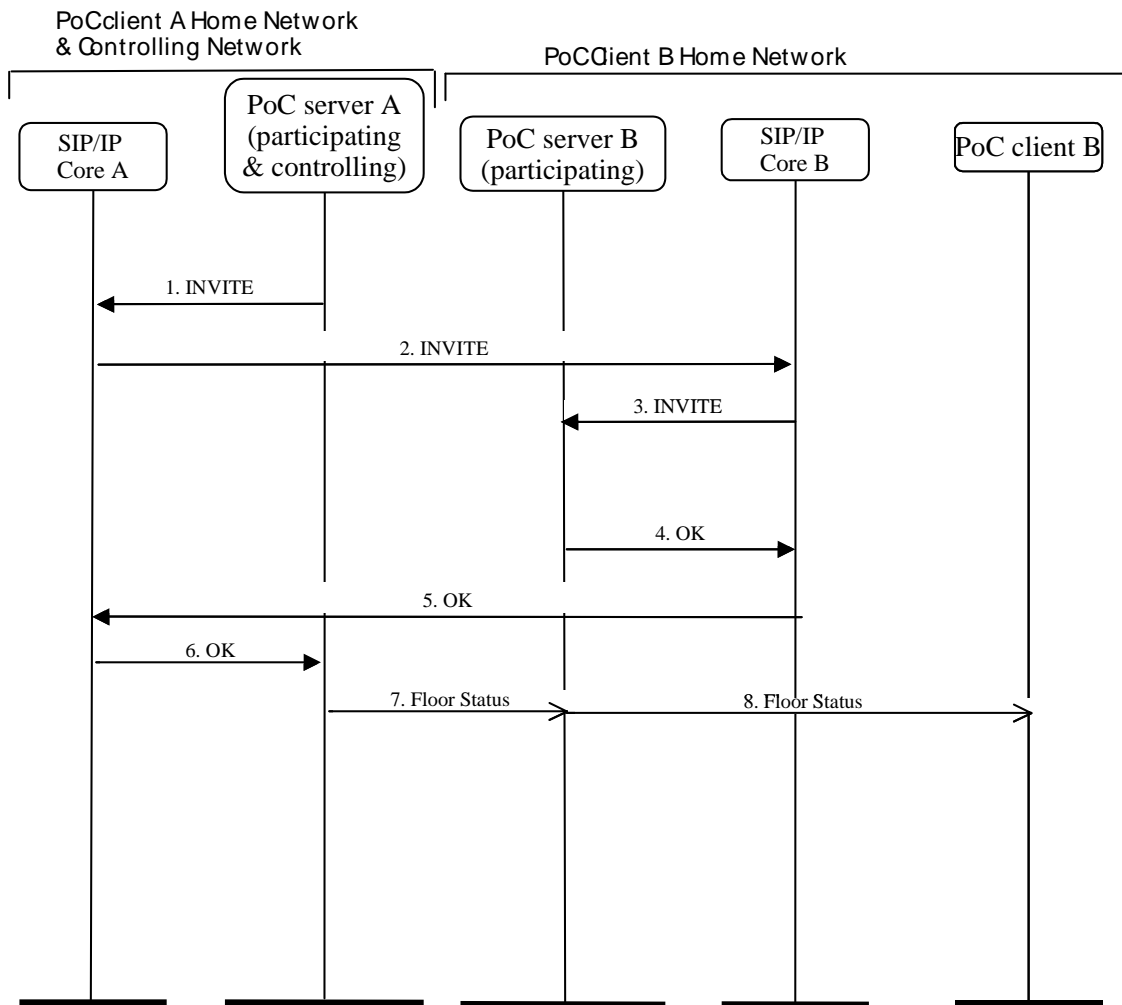 PoCclient A Home Network
& Controlling Network
PoCClient B Home Network
SIP/IP
Core A
PoC server A
(participating
& controlling)
PoC server B
(participating)
SIP/IP
Core B
PoC client B
1. INVITE
2. INVITE
3. INVITE
4. OK
5. OK
6. OK
7. Floor Status
8. Floor Status